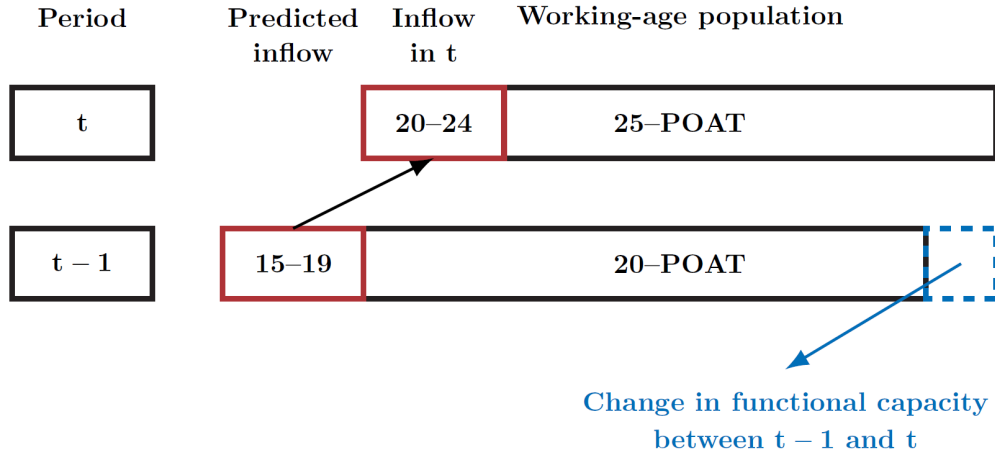 Period
Predicted
inflow
Inflow
in t
Working-age population
t
20–24
25–POAT
t − 1
15–19
20–POAT
Change in functional capacity
between t − 1 and t